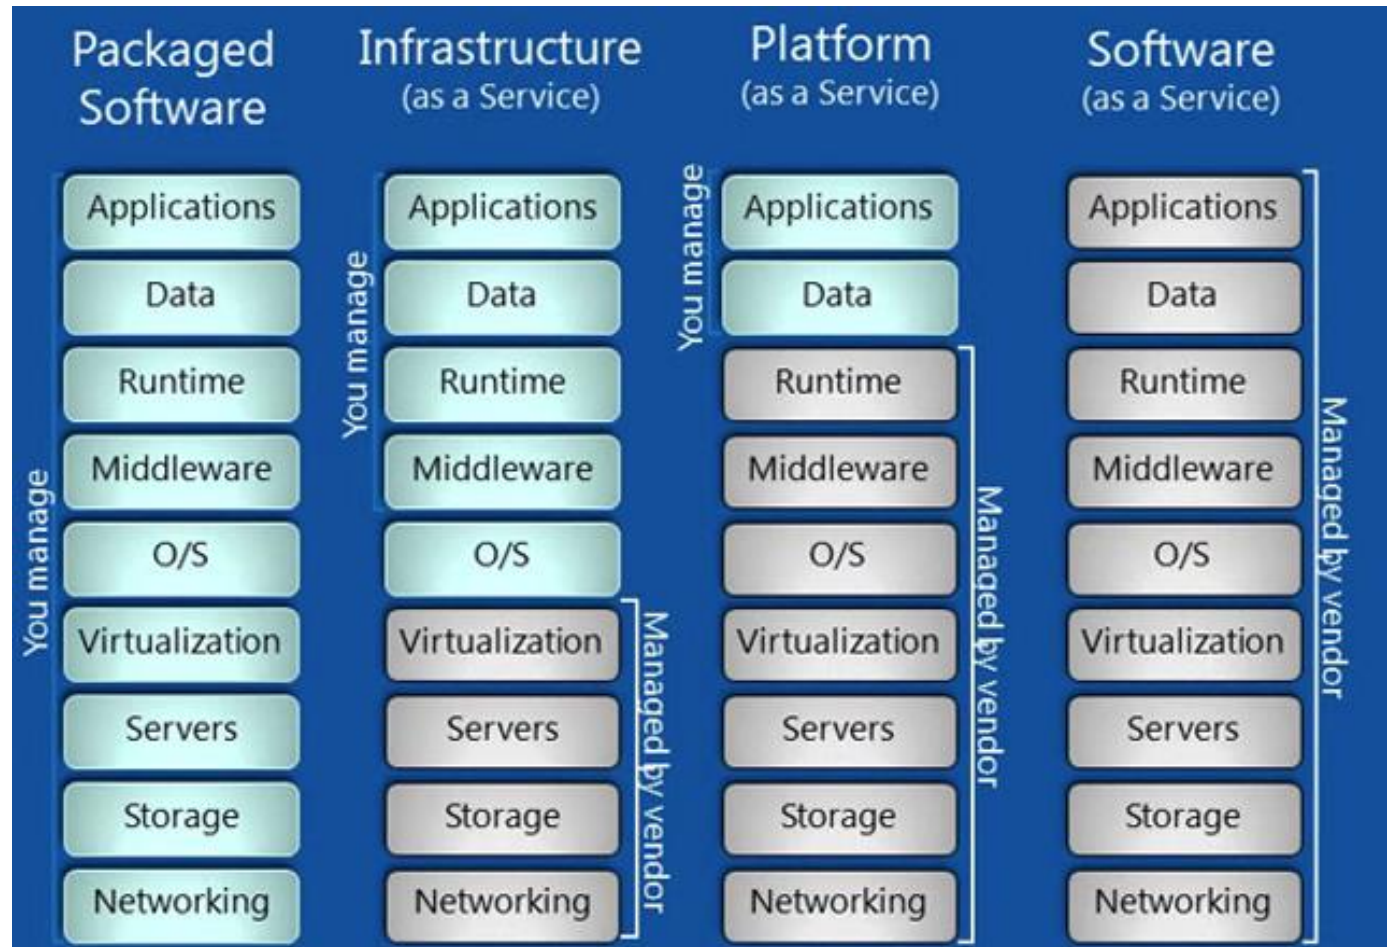 Packaged
Software
You manage
Applications
Data
Runtime
Middleware
O/S
Virtualization
Servers
Storage
Networking
Infrastructure
(as a Service)
You manage
Applications
Data
Runtime
Middleware
O/S
Virtualization
Servers
Storage
Networking
Managed by vendor
Platform
(as a Service)
You manage
Applications
Data
Runtime
Middleware
O/S
Virtualization
Servers
Storage
Networking
Managed by vendor
Software
(as a Service)
Applications
Data
Runtime
Middleware
O/S
Virtualization
Servers
Storage
Networking
Managed by vendor